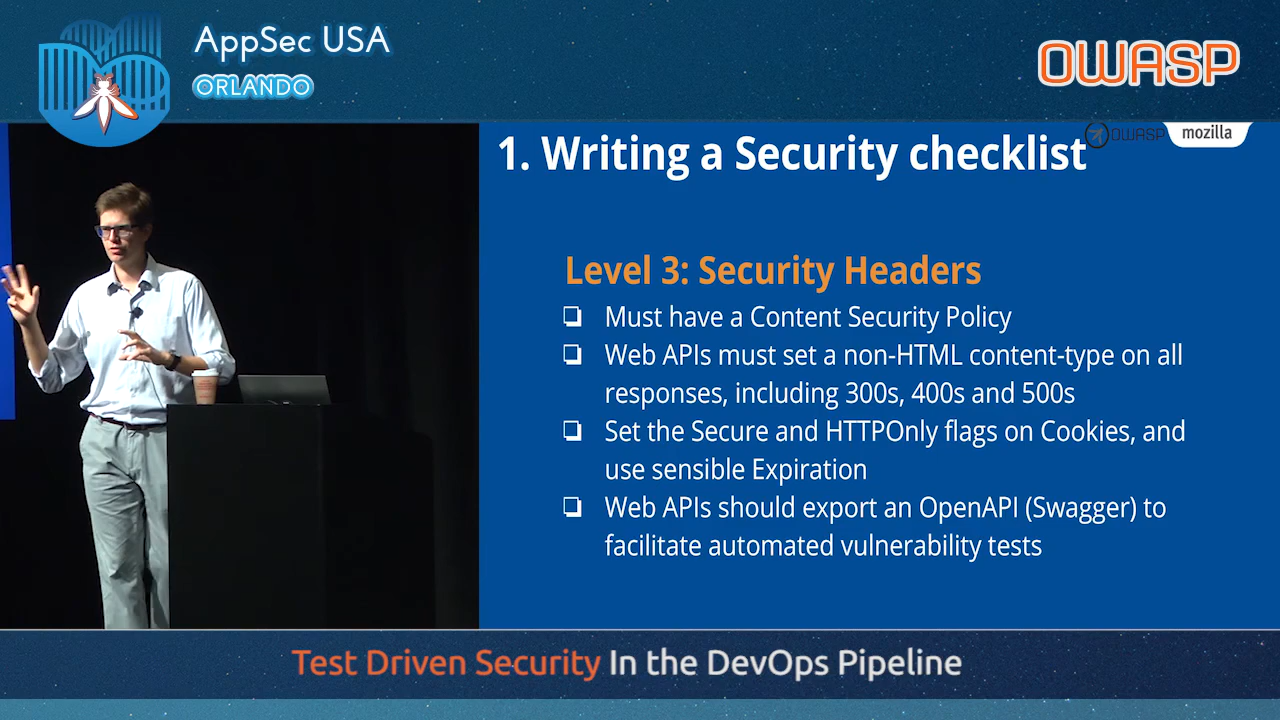 AppSec USA
ORLANDO
OWASP
OWASP
mozilla
1. Writing a Security checklist
Level 3: Security Headers
❑ Must have a Content Security Policy
❑ Web APIs must set a non-HTML content-type on all
responses, including 300s, 400s and 500s
❑ Set the Secure and HTTPOnly flags on Cookies, and
use sensible Expiration
❑ Web APIs should export an OpenAPI (Swagger) to
facilitate automated vulnerability tests
Test Driven Security In the DevOps Pipeline